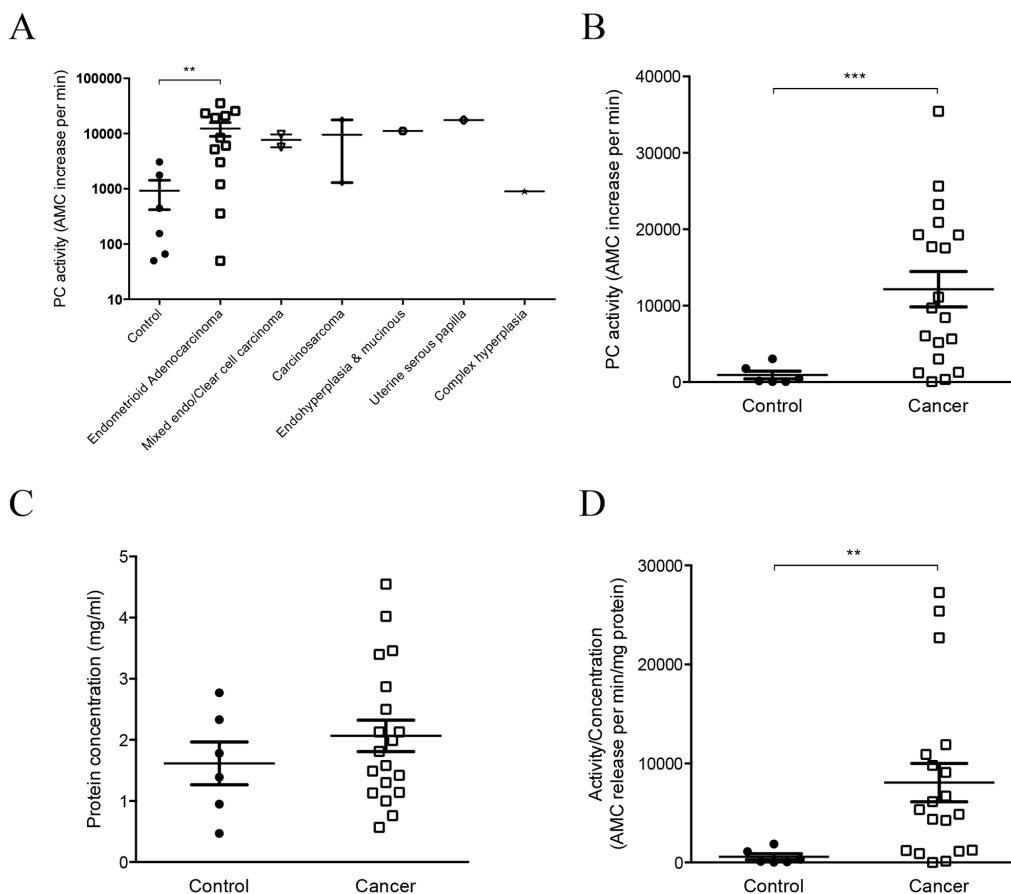 A
**
PC activity (AMC increase per min)
100000
10000
1000
100
10
Control
Endometrioid Adenocarcinoma
Mixed endo/Clear cell carcinoma
Carcinosarcoma
Endohyperplasia & mucinous
Uterine serous papilla
Complex hyperplasia
B
***
PC activity (AMC increase per min)
40000
30000
20000
10000
0
Control
Cancer
C
Protein concentration (mg/ml)
5
4
3
2
1
0
Control
Cancer
D
**
Activity/Concentration
(AMC release per min/mg protein)
30000
20000
10000
0
Control
Cancer